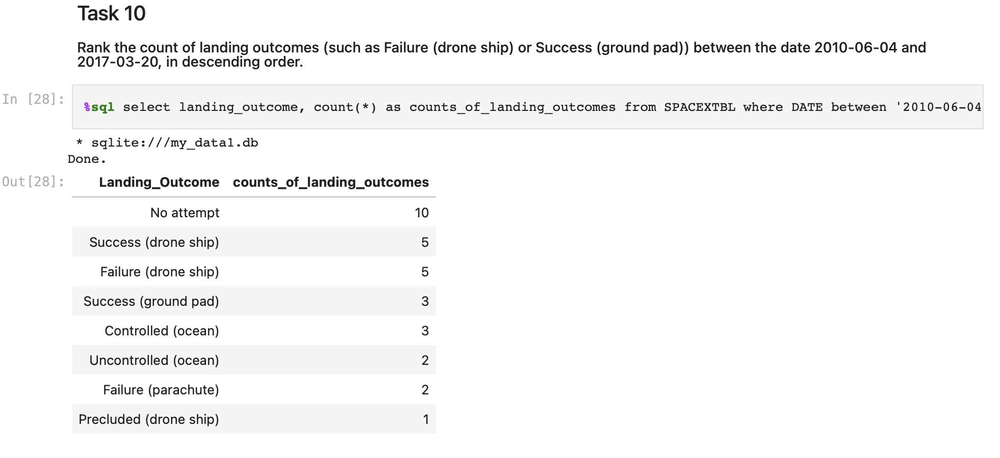 Task 10
Rank the count of landing outcomes (such as Failure (drone ship) or Success (ground pad)) between the date 2010-06-04 and
2017-03-20, in descending order.
In [28]:
%sql select landing_outcome, count(*) as counts_of_landing_outcomes from SPACEXTBL where DATE between '2010-06-04
* sqlite:///my_data1.db
Done.
Out[28]:
Landing_Outcome counts_of_landing_outcomes
No attempt 10
Success (drone ship) 5
Failure (drone ship) 5
Success (ground pad) 3
Controlled (ocean) 3
Uncontrolled (ocean) 2
Failure (parachute) 2
Precluded (drone ship) 1